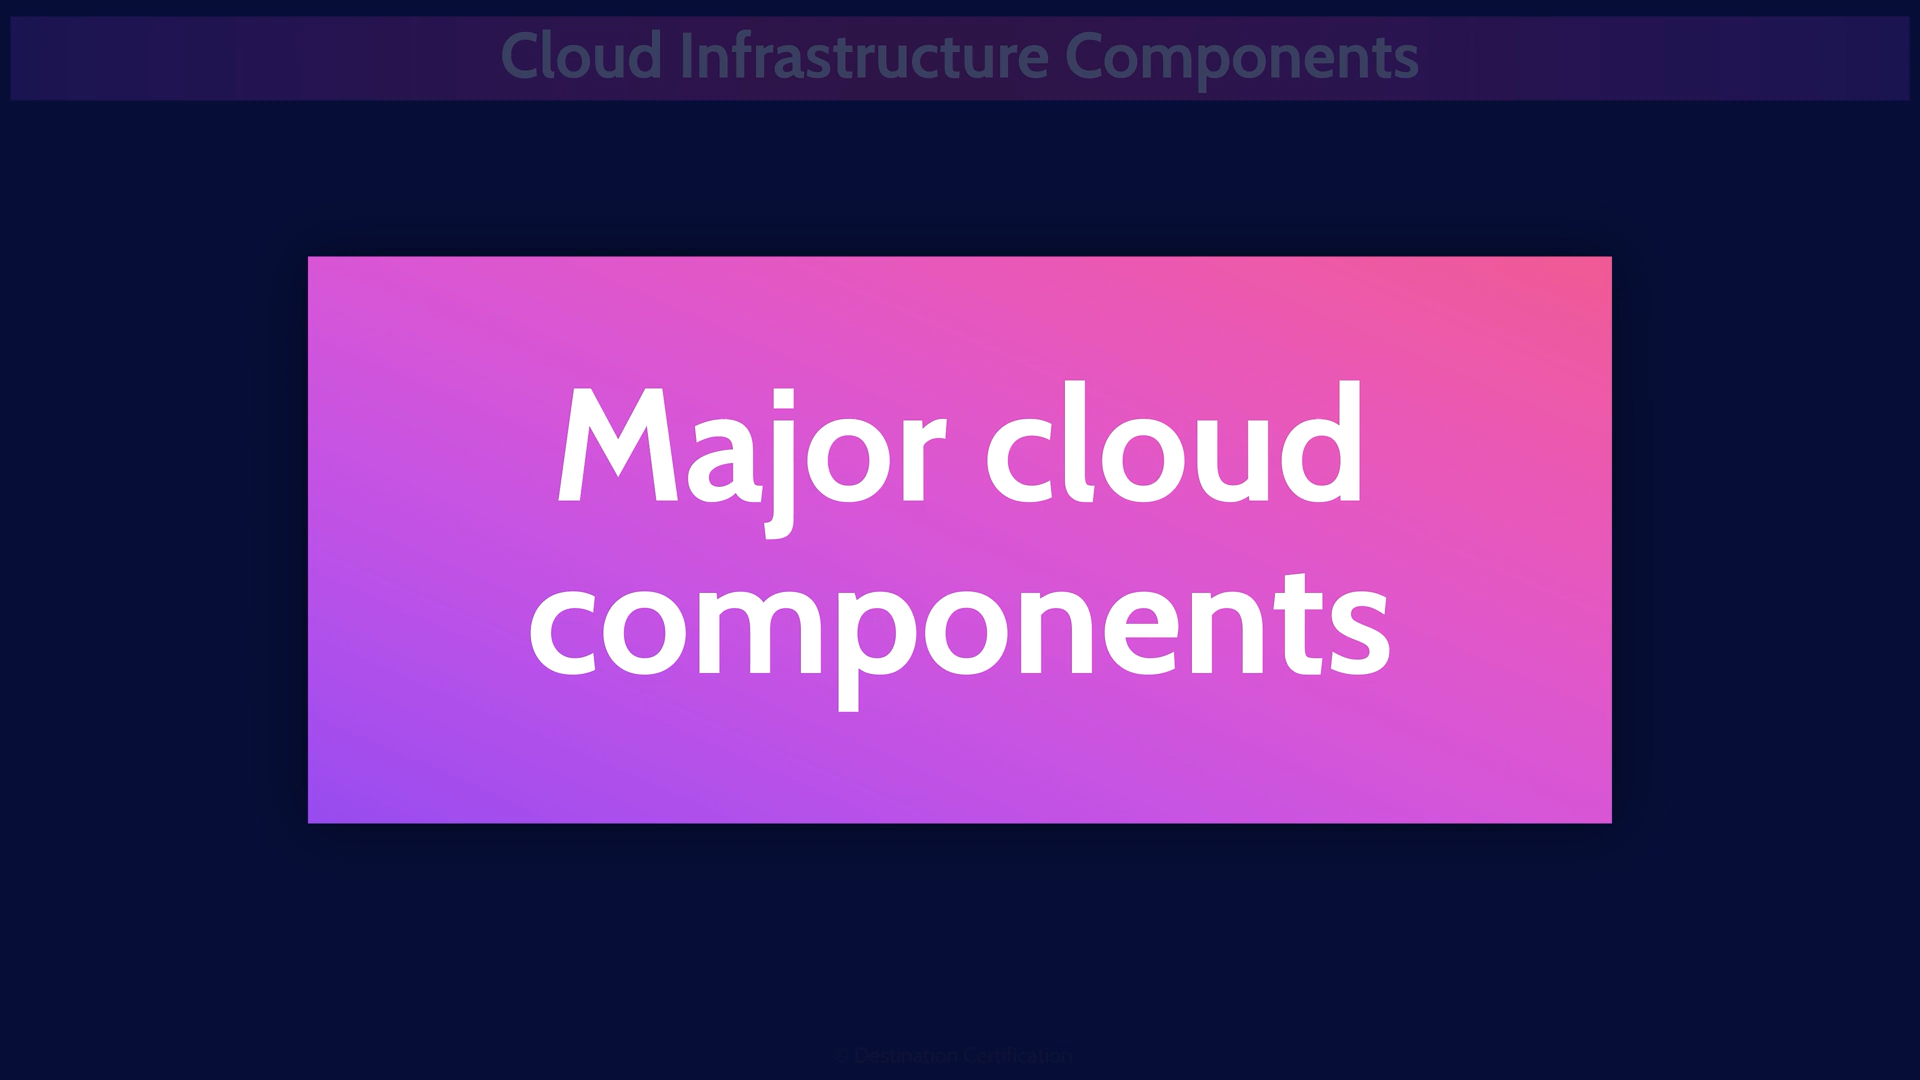 Cloud Infrastructure Components
Major cloud
components
© Destination Certification